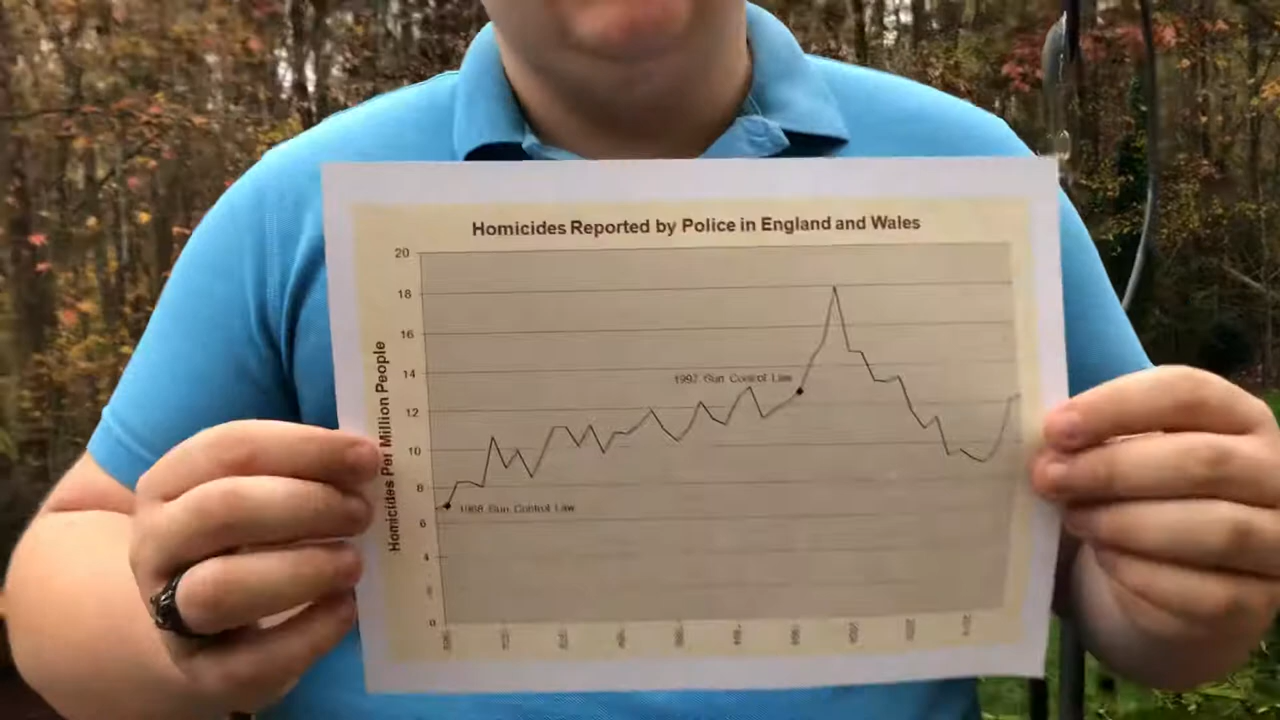 Homicides Reported by Police in England and Wales
Homicides Per Million People
20
18
16
14
12
10
8
6
4
0
1997 Gun Control Law
1968 Gun Control Law